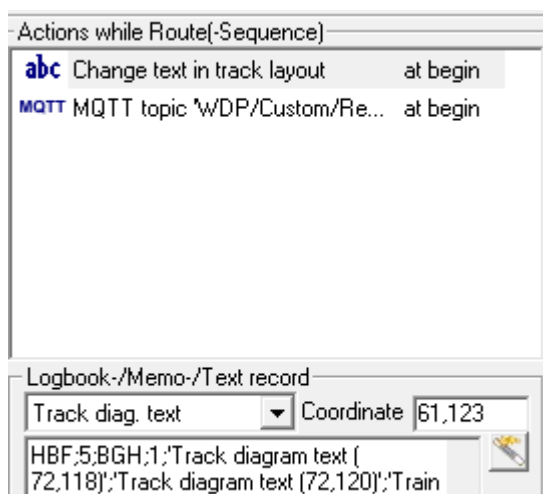 Actions while Route(-Sequence)
abc Change text in track layout at begin
MQTT MQTT topic 'WDP/Custom/Re... at begin
Logbook-/Memo-/Text record
Track diag. text Coordinate 61,123
HBF;5;BGH;1;'Track diagram text (
72,118)';'Track diagram text (72,120)';'Train